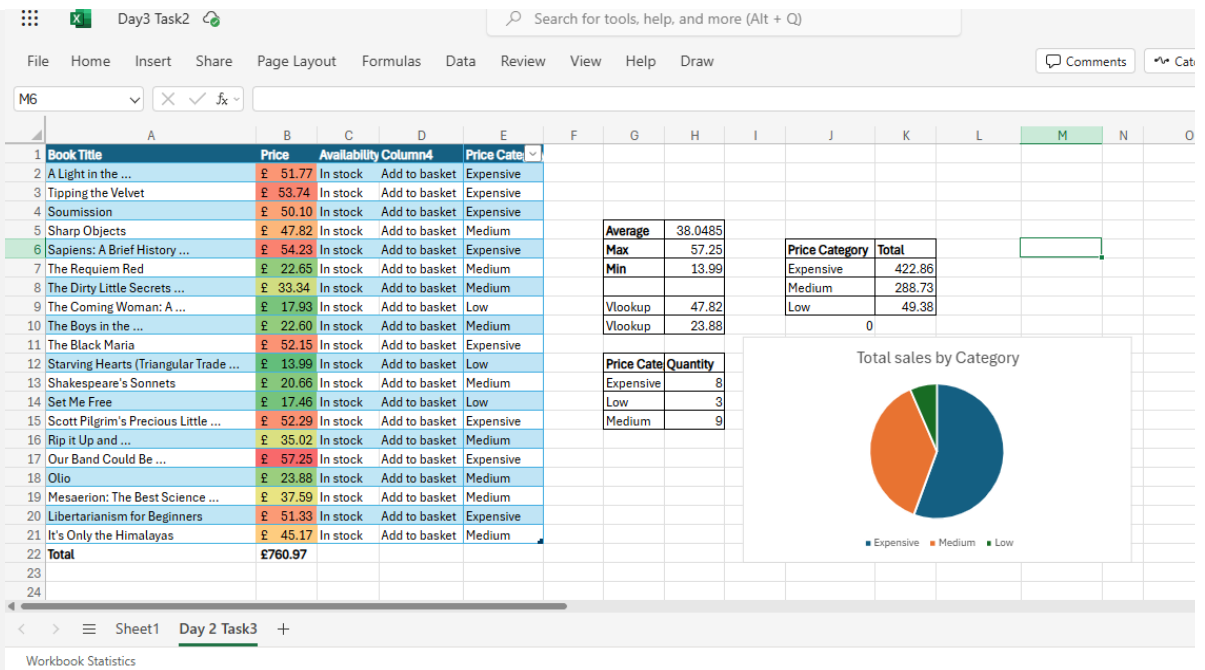 Day3 Task2 Search for tools, help, and more (Alt + Q)
File Home Insert Share Page Layout Formulas Data Review View Help Draw Comments
M6 fx
A B C D E F G H I J K L M N O
1 Book Title Price Availability Column4 Price Cate
2 A Light in the ... £ 51.77 In stock Add to basket Expensive
3 Tipping the Velvet £ 53.74 In stock Add to basket Expensive
4 Soumission £ 50.10 In stock Add to basket Expensive
5 Sharp Objects £ 47.82 In stock Add to basket Medium Average 38.0485
6 Sapiens: A Brief History ... £ 54.23 In stock Add to basket Expensive Max 57.25 Price Category Total
7 The Requiem Red £ 22.65 In stock Add to basket Medium Min 13.99 Expensive 422.86
8 The Dirty Little Secrets ... £ 33.34 In stock Add to basket Medium Medium 288.73
9 The Coming Woman: A ... £ 17.93 In stock Add to basket Low Vlookup 47.82 Low 49.38
10 The Boys in the ... £ 22.60 In stock Add to basket Medium Vlookup 23.88 0
11 The Black Maria £ 52.15 In stock Add to basket Expensive
12 Starving Hearts (Triangular Trade ... £ 13.99 In stock Add to basket Low Price Cate Quantity Total sales by Category
13 Shakespeare's Sonnets £ 20.66 In stock Add to basket Medium Expensive 8
14 Set Me Free £ 17.46 In stock Add to basket Low Low 3
15 Scott Pilgrim's Precious Little ... £ 52.29 In stock Add to basket Expensive Medium 9
16 Rip it Up and ... £ 35.02 In stock Add to basket Medium
17 Our Band Could Be ... £ 57.25 In stock Add to basket Expensive
18 Olio £ 23.88 In stock Add to basket Medium
19 Mesaerion: The Best Science ... £ 37.59 In stock Add to basket Medium
20 Libertarianism for Beginners £ 51.33 In stock Add to basket Expensive
21 It's Only the Himalayas £ 45.17 In stock Add to basket Medium Expensive Medium Low
22 Total £760.97
23
24
Sheet1 Day 2 Task3
Workbook Statistics